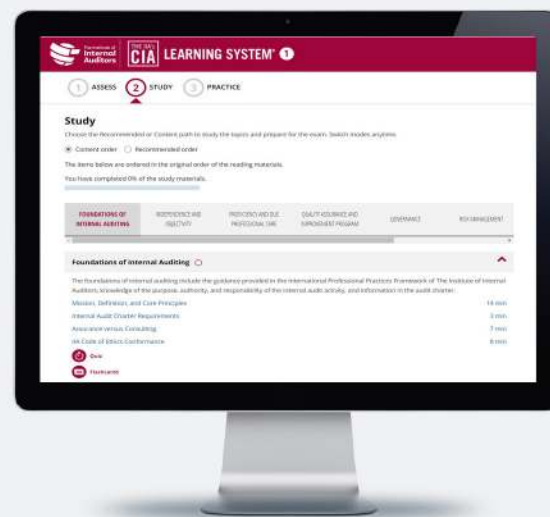 Internal
Auditors
THE IIA's
CIA LEARNING SYSTEM® 1
1 ASSESS 2 STUDY 3 PRACTICE
Study
Choose the Recommended or Content path to study the topics and prepare for the exam. Switch modes anytime.
Content order Recommended order
The items below are ordered in the original order of the reading materials.
You have completed 0% of the study materials.
FOUNDATIONS OF
INTERNAL AUDITING
INDEPENDENCE AND
OBJECTIVITY
PROFICIENCY AND DUE
PROFESSIONAL CARE
QUALITY ASSURANCE AND
IMPROVEMENT PROGRAM
GOVERNANCE
RISK MANAGEMENT
Foundations of Internal Auditing
The foundations of internal auditing include the guidance provided in the International Professional Practices Framework of The Institute of Internal
Auditors, knowledge of the purpose, authority, and responsibility of the internal audit activity, and information in the audit charter.
Mission, Definition, and Core Principles 14 min
Internal Audit Charter Requirements 3 min
Assurance versus Consulting 7 min
IIA Code of Ethics Conformance 8 min
Quiz
Flashcards